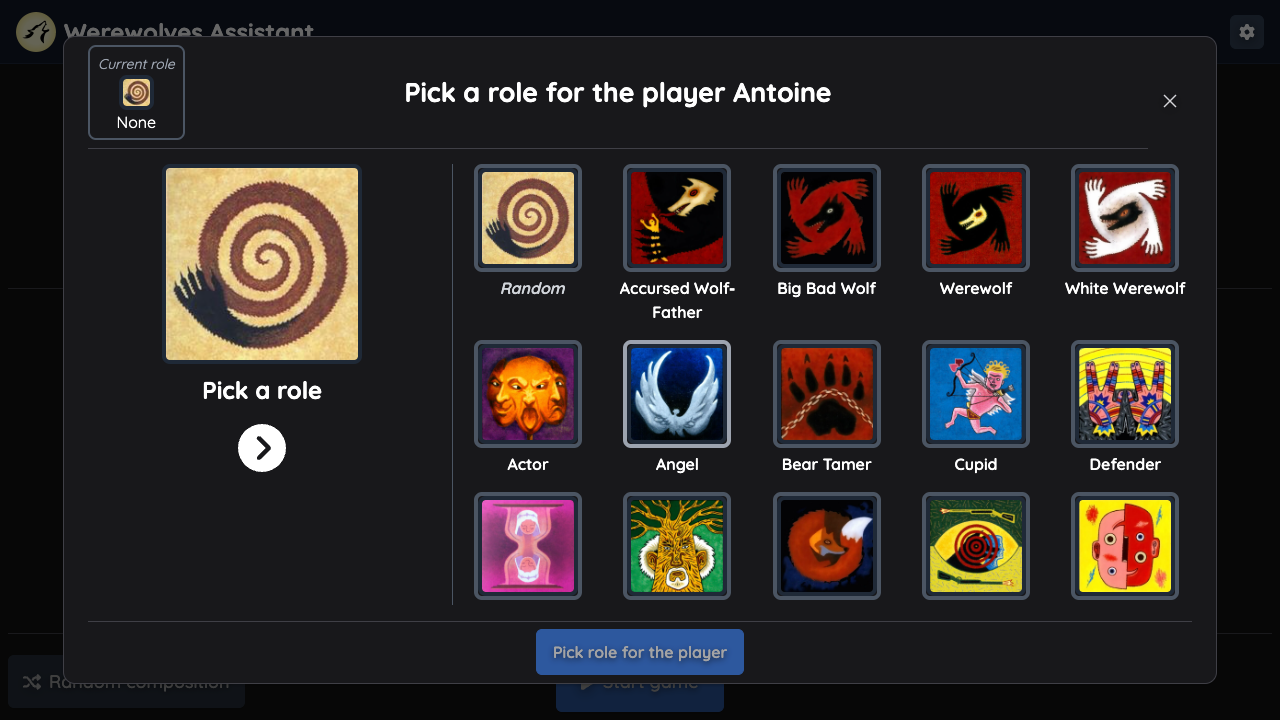 Werewolves Assistant
Current role
None
Pick a role for the player Antoine
Pick a role
Random
Accursed Wolf-
Father
Big Bad Wolf
Werewolf
White Werewolf
Actor
Angel
Bear Tamer
Cupid
Defender
Pick role for the player
Random composition
Start game